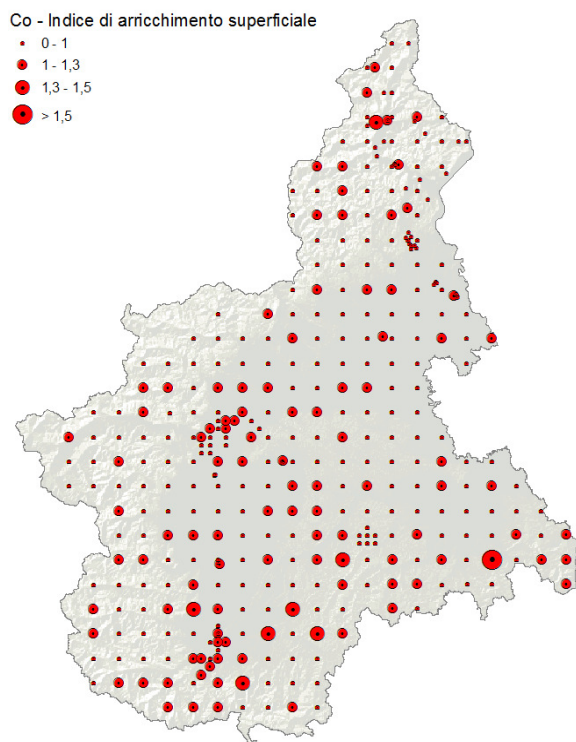 Co - Indice di arricchimento superficiale
0 - 1
1 - 1,3
1,3 - 1,5
> 1,5